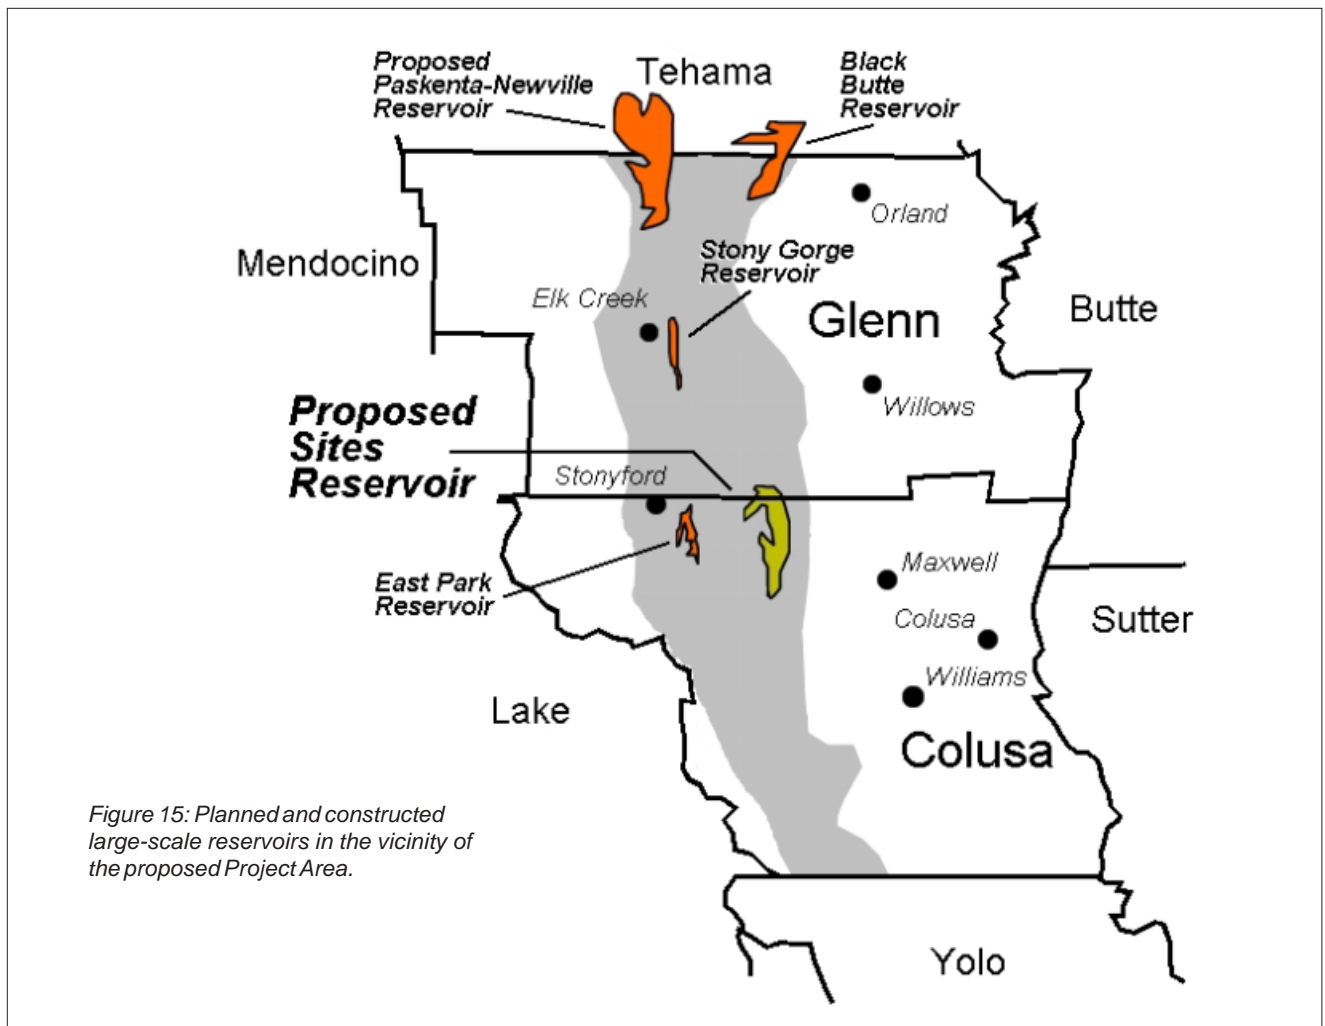 Proposed
Paskenta-Newville
Reservoir
Tehama
Black
Butte
Reservoir
Orland
Mendocino
Stony Gorge
Reservoir
Elk Creek
Glenn
Butte
Willows
Proposed
Sites
Reservoir
Stonyford
Maxwell
East Park
Reservoir
Colusa
Sutter
Williams
Lake
Colusa
Figure 15: Planned and constructed
large-scale reservoirs in the vicinity of
the proposed Project Area.
Yolo